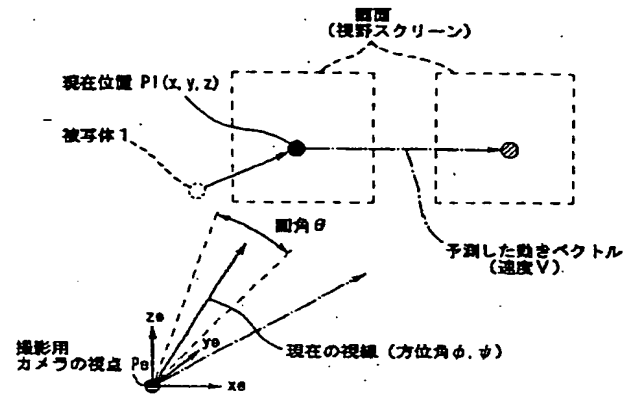 画面
(視野スクリーン)
現在位置 P1(x,y,z)
被写体1
画角θ
予測した動きベクトル
(速度V)
ze
ye
現在の視線(方位角φ,ψ)
撮影用
カメラの視点 Pe
xe